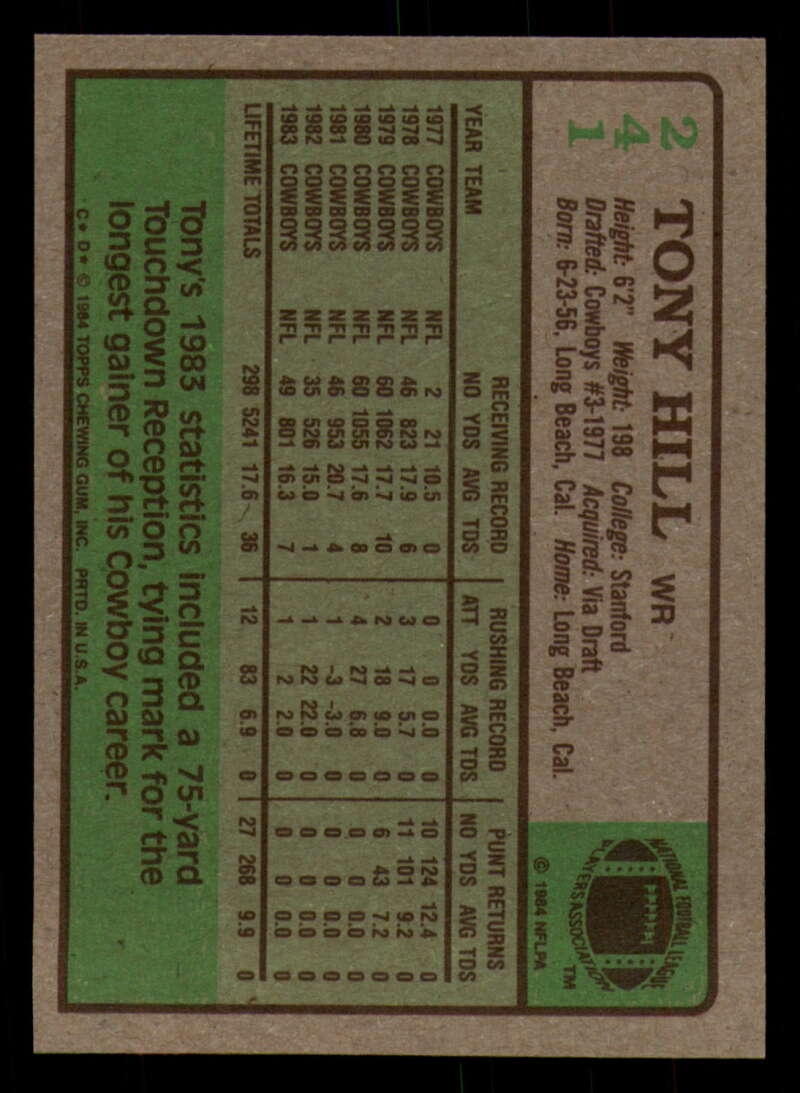 241
TONY HILL WR
Height: 6'2" Weight: 198 College: Stanford
Drafted: Cowboys #3-1977 Acquired: Via Draft
Born: 6-23-56, Long Beach, Cal. Home: Long Beach, Cal.
NATIONAL FOOTBALL LEAGUE
PLAYERS ASSOCIATION
TM
© 1984 NFLPA
RECEIVING RECORD RUSHING RECORD PUNT RETURNS
YEAR TEAM NO YDS AVG TDS ATT YDS AVG TDS NO YDS AVG TDS
1977 COWBOYS NFL 2 21 10.5 0 0 0 0.0 0 10 124 12.4 0
1978 COWBOYS NFL 46 823 17.9 6 3 17 5.7 0 11 101 9.2 0
1979 COWBOYS NFL 60 1062 17.7 10 2 18 9.0 0 6 43 7.2 0
1980 COWBOYS NFL 60 1055 17.6 8 4 27 6.8 0 0 0 0.0 0
1981 COWBOYS NFL 46 953 20.7 4 1 -3 -3.0 0 0 0 0.0 0
1982 COWBOYS NFL 35 526 15.0 1 1 22 22.0 0 0 0 0.0 0
1983 COWBOYS NFL 49 801 16.3 7 1 2 2.0 0 0 0 0.0 0
LIFETIME TOTALS 298 5241 17.6 36 12 83 6.9 0 27 268 9.9 0
Tony's 1983 statistics included a 75-yard
Touchdown Reception, tying mark for the
longest gainer of his Cowboy career.
C* D* © 1984 TOPPS CHEWING GUM, INC. PRTD. IN U.S.A.